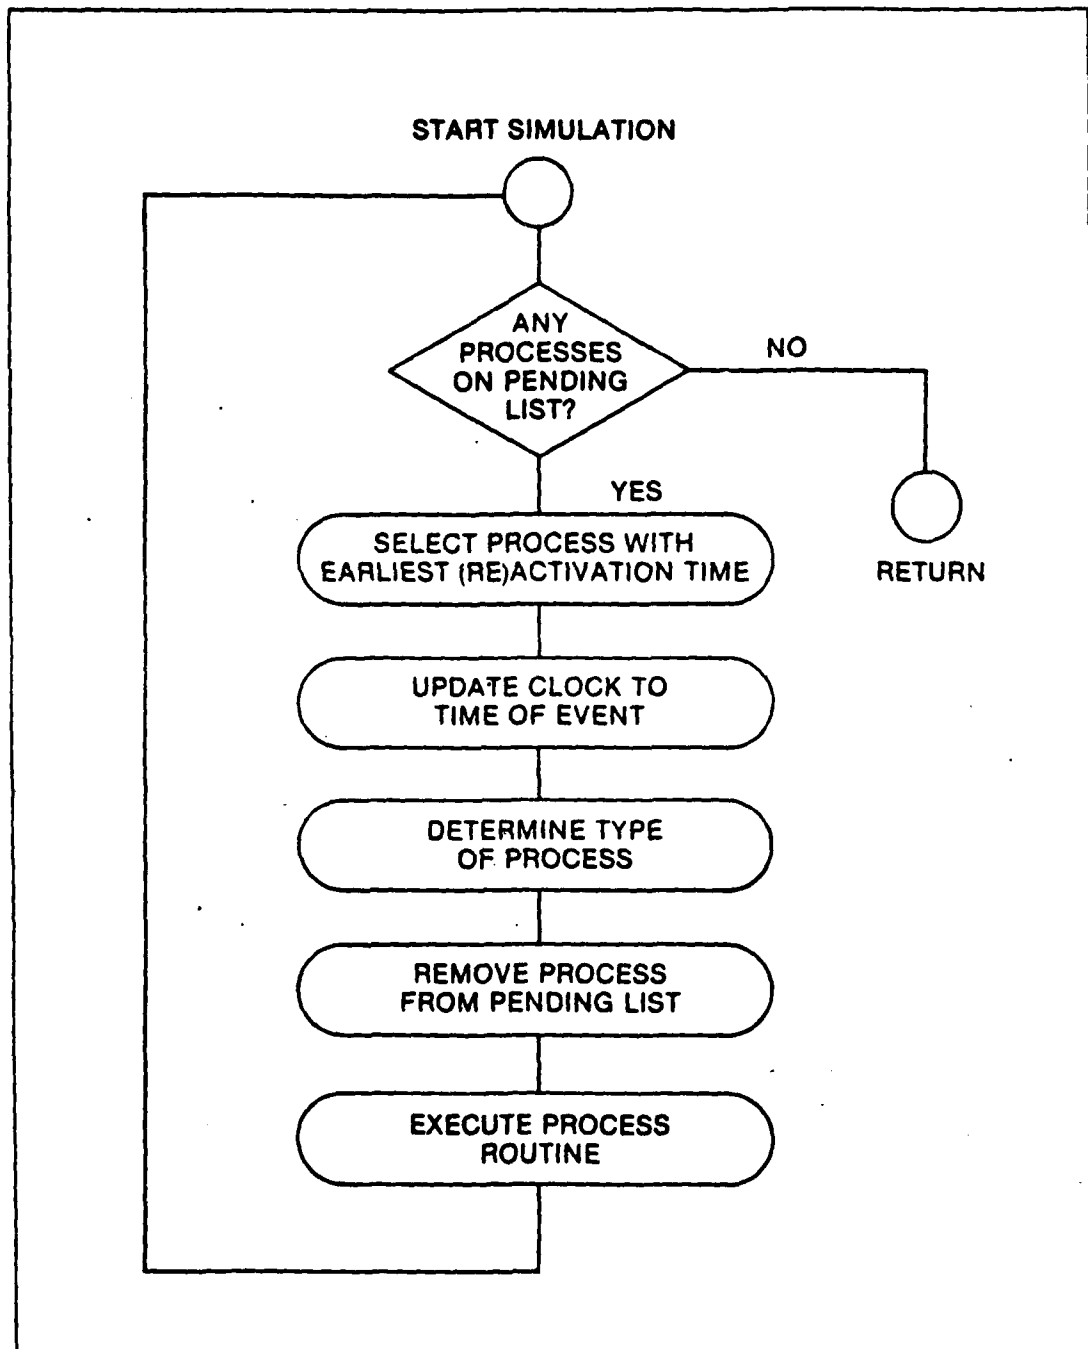 START SIMULATION
ANY
PROCESSES
ON PENDING
LIST?
NO
YES
SELECT PROCESS WITH
EARLIEST (RE)ACTIVATION TIME
RETURN
UPDATE CLOCK TO
TIME OF EVENT
DETERMINE TYPE
OF PROCESS
REMOVE PROCESS
FROM PENDING LIST
EXECUTE PROCESS
ROUTINE